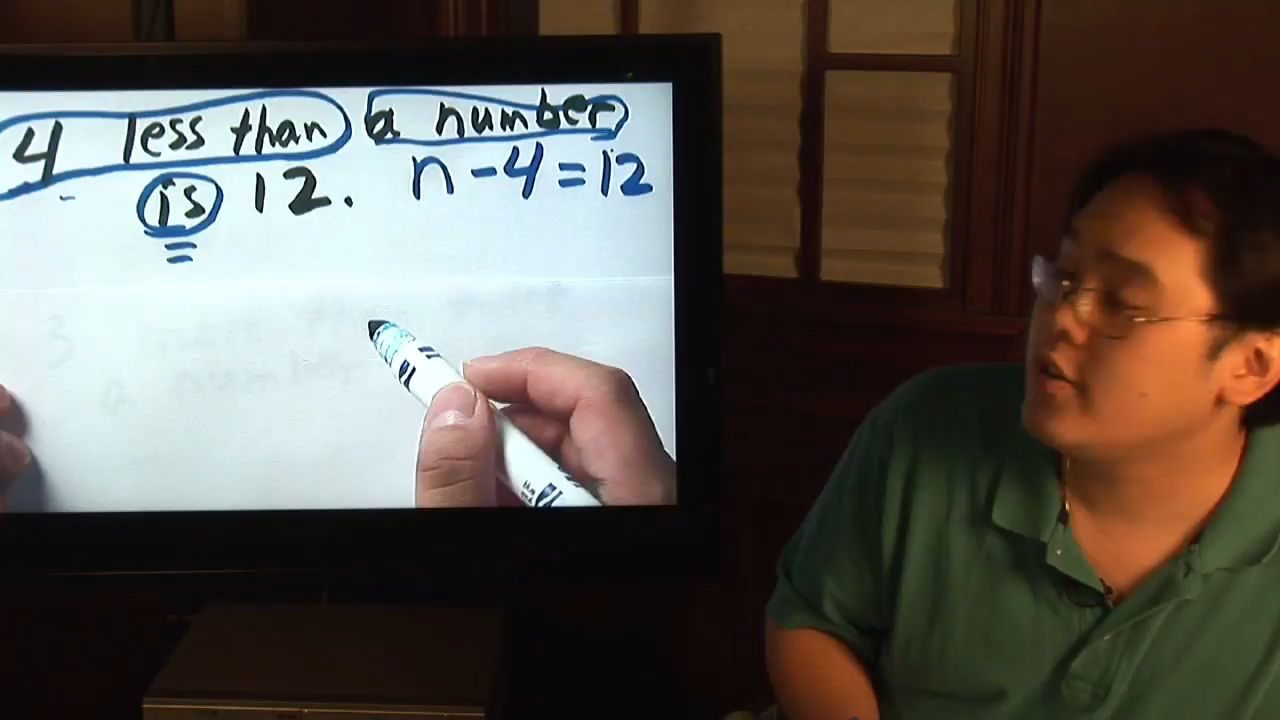 4 less than a number
is 12. n - 4 = 12